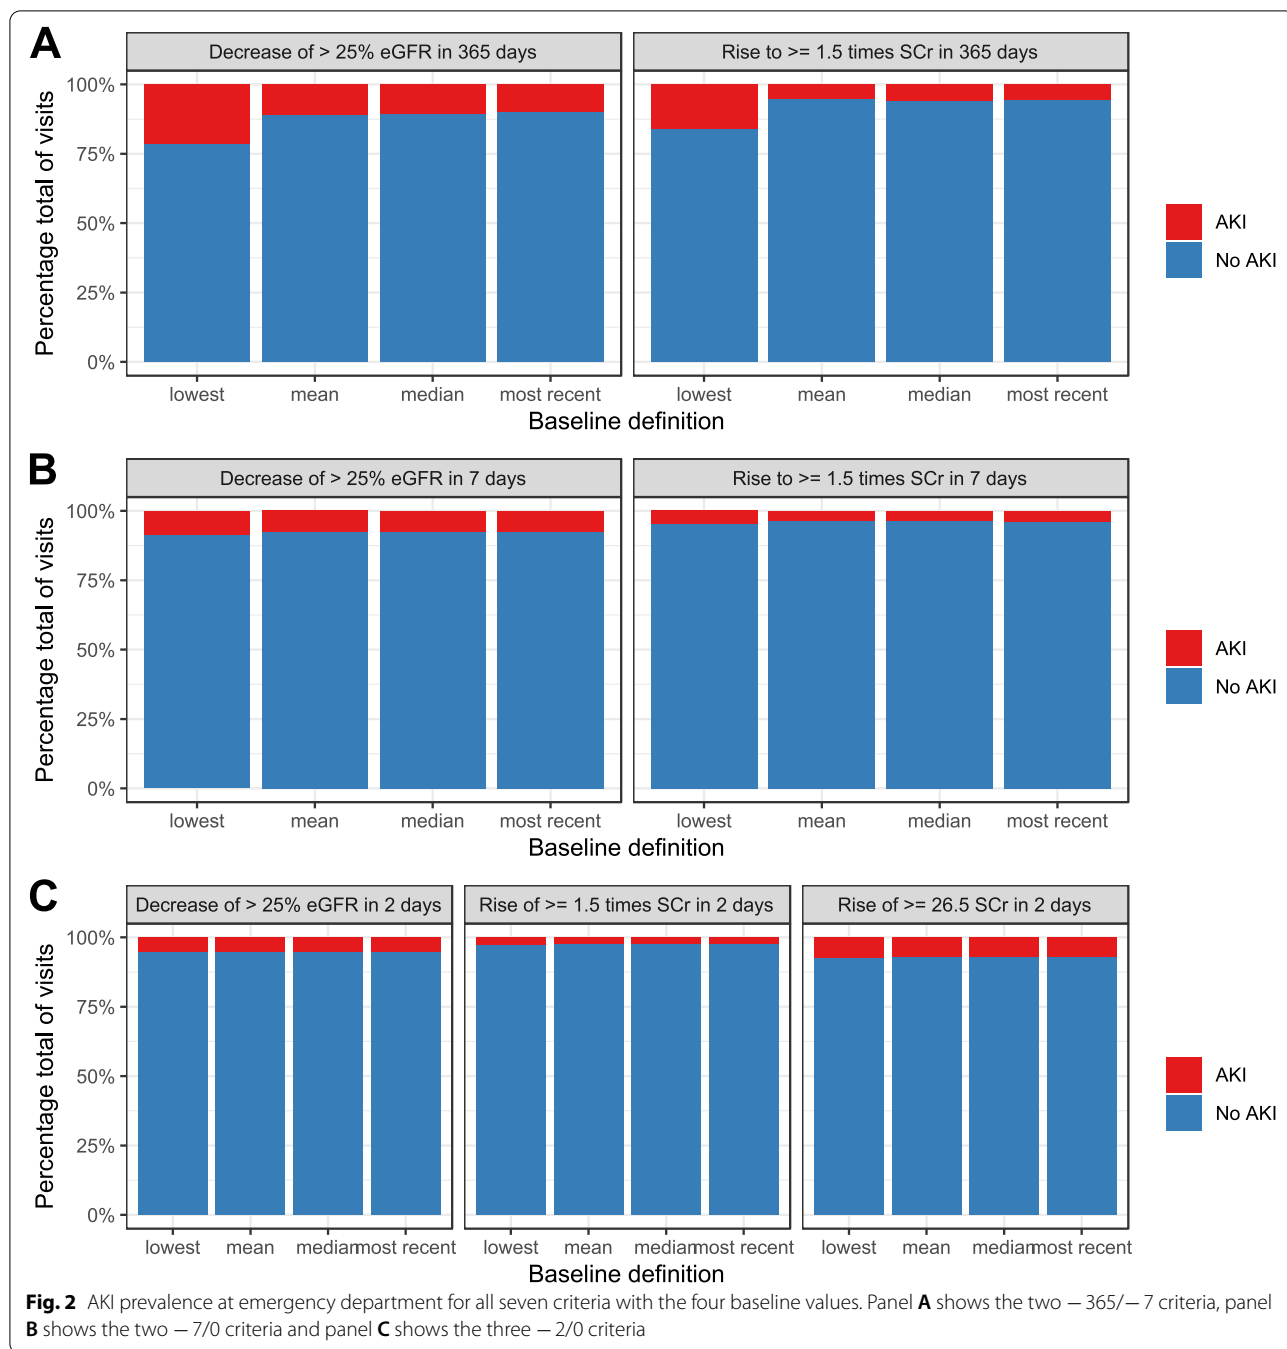 A
Decrease of > 25% eGFR in 365 days
Rise to >= 1.5 times SCr in 365 days
Percentage total of visits
100%
75%
50%
25%
0%
lowest
mean
median
most recent
lowest
mean
median
most recent
Baseline definition
AKI
No AKI
B
Decrease of > 25% eGFR in 7 days
Rise to >= 1.5 times SCr in 7 days
Percentage total of visits
100%
75%
50%
25%
0%
lowest
mean
median
most recent
lowest
mean
median
most recent
Baseline definition
AKI
No AKI
C
Decrease of > 25% eGFR in 2 days
Rise of >= 1.5 times SCr in 2 days
Rise of >= 26.5 SCr in 2 days
Percentage total of visits
100%
75%
50%
25%
0%
lowest
mean
median
most recent
lowest
mean
median
most recent
lowest
mean
median
most recent
Baseline definition
AKI
No AKI
Fig. 2 AKI prevalence at emergency department for all seven criteria with the four baseline values. Panel A shows the two − 365/− 7 criteria, panel
B shows the two − 7/0 criteria and panel C shows the three − 2/0 criteria